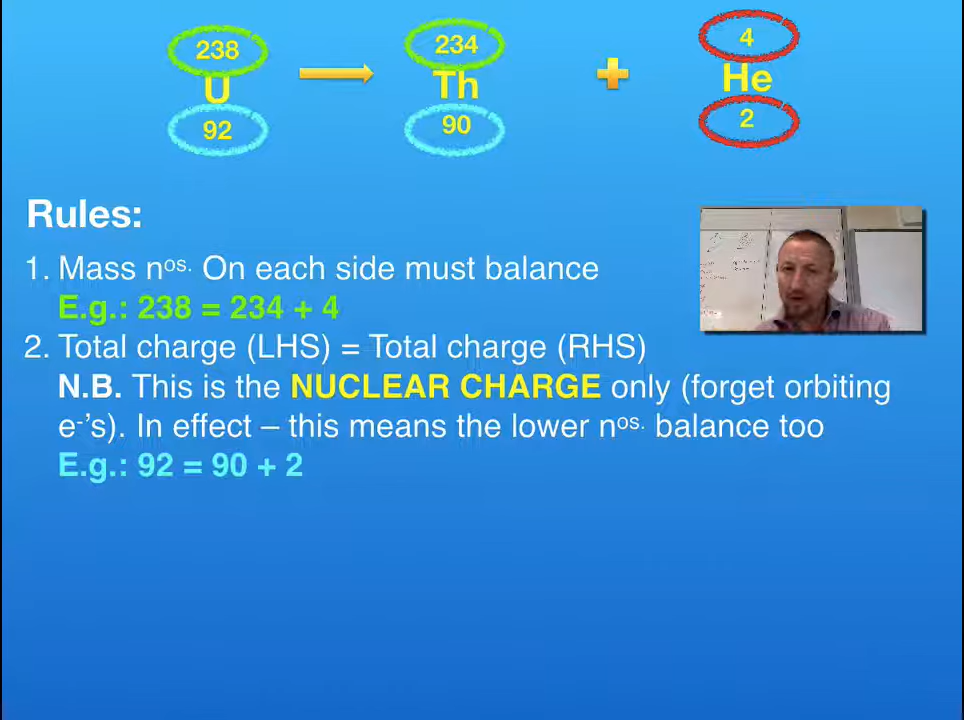 238 234 4
U Th + He
92 90 2
Rules:
1. Mass nos. On each side must balance
E.g.: 238 = 234 + 4
2. Total charge (LHS) = Total charge (RHS)
N.B. This is the NUCLEAR CHARGE only (forget orbiting
e-'s). In effect – this means the lower nos. balance too
E.g.: 92 = 90 + 2